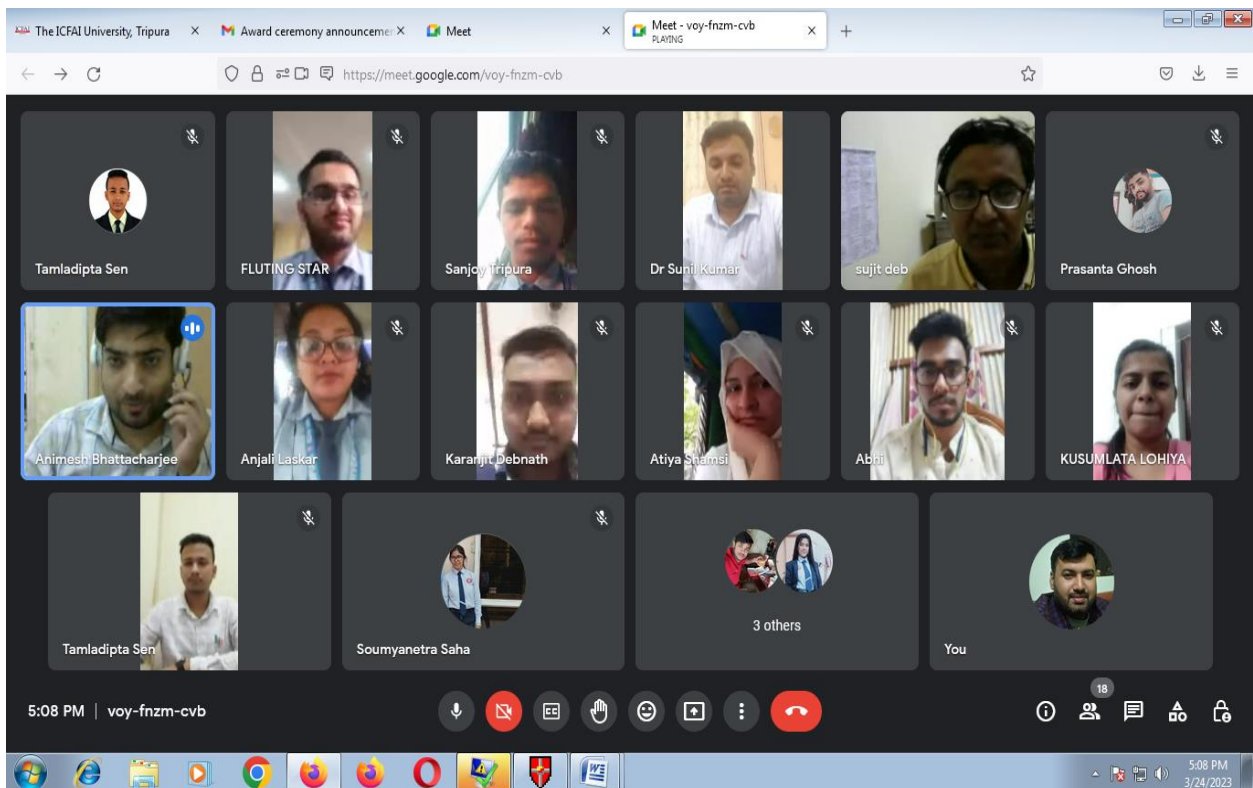 The ICFAI University, Tripura
Award ceremony announcemen
Meet
Meet - voy-fnzm-cvb
PLAYING
https://meet.google.com/voy-fnzm-cvb
Tamladipta Sen
FLUTING STAR
Sanjoy Tripura
Dr Sunil Kumar
sujit deb
Prasanta Ghosh
Animesh Bhattacharjee
Anjali Laskar
Karanjit Debnath
Atiya Shamsi
Abhi
KUSUMLATA LOHIYA
Tamladipta Sen
Soumyanetra Saha
3 others
You
5:08 PM | voy-fnzm-cvb
CC
18
5:08 PM
3/24/2023